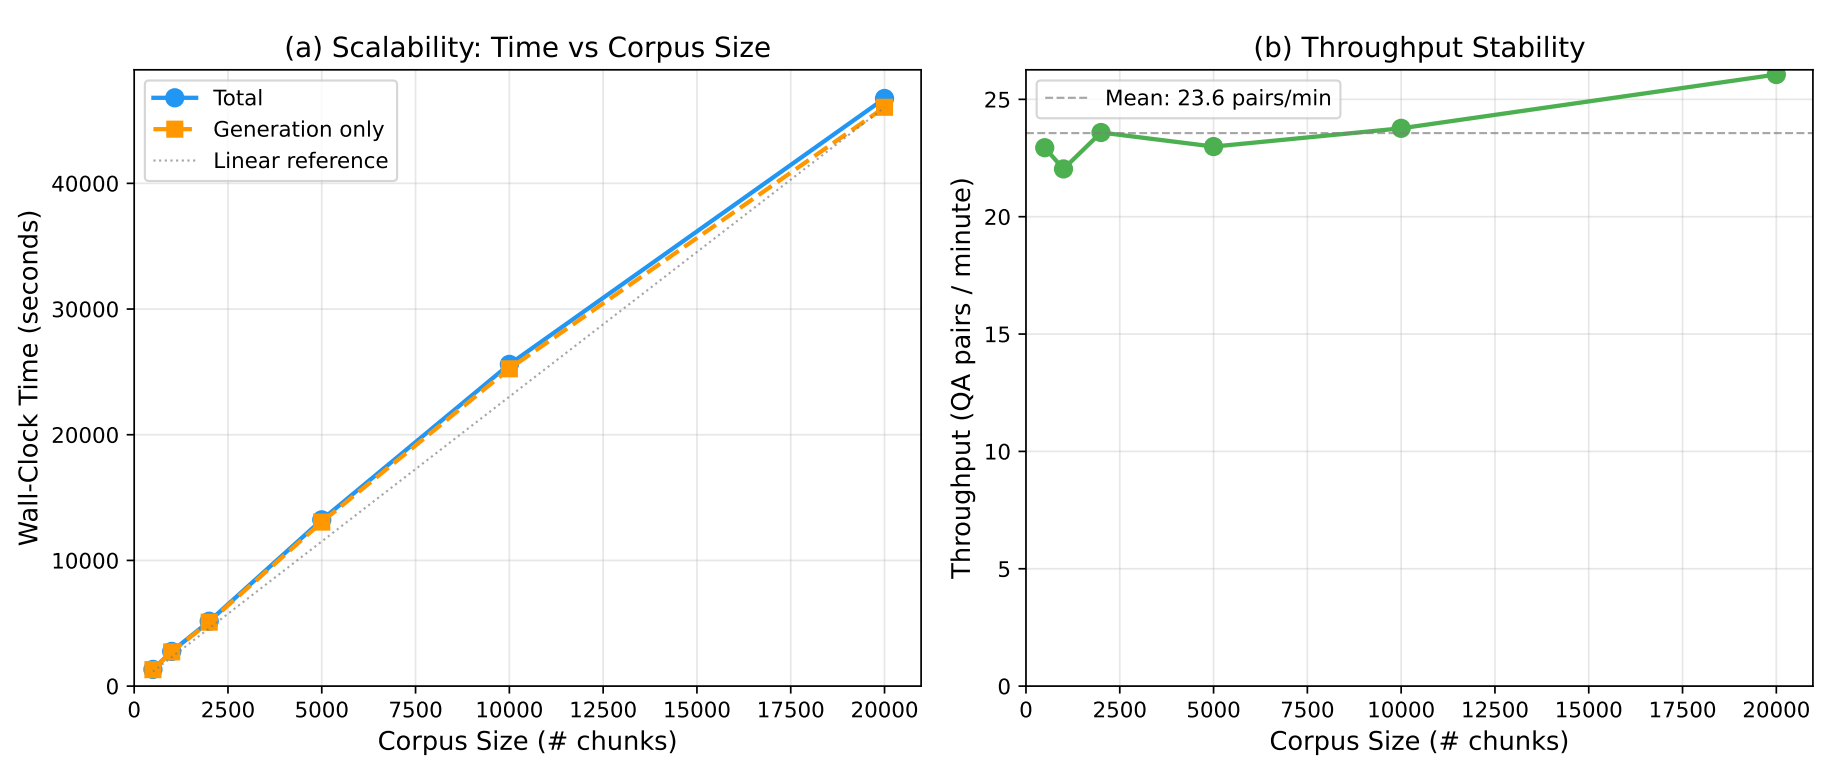 (a) Scalability: Time vs Corpus Size
Total
Generation only
Linear reference
Wall-Clock Time (seconds)
40000
30000
20000
10000
0
0 2500 5000 7500 10000 12500 15000 17500 20000
Corpus Size (# chunks)
(b) Throughput Stability
Mean: 23.6 pairs/min
Throughput (QA pairs / minute)
25
20
15
10
5
0
0 2500 5000 7500 10000 12500 15000 17500 20000
Corpus Size (# chunks)